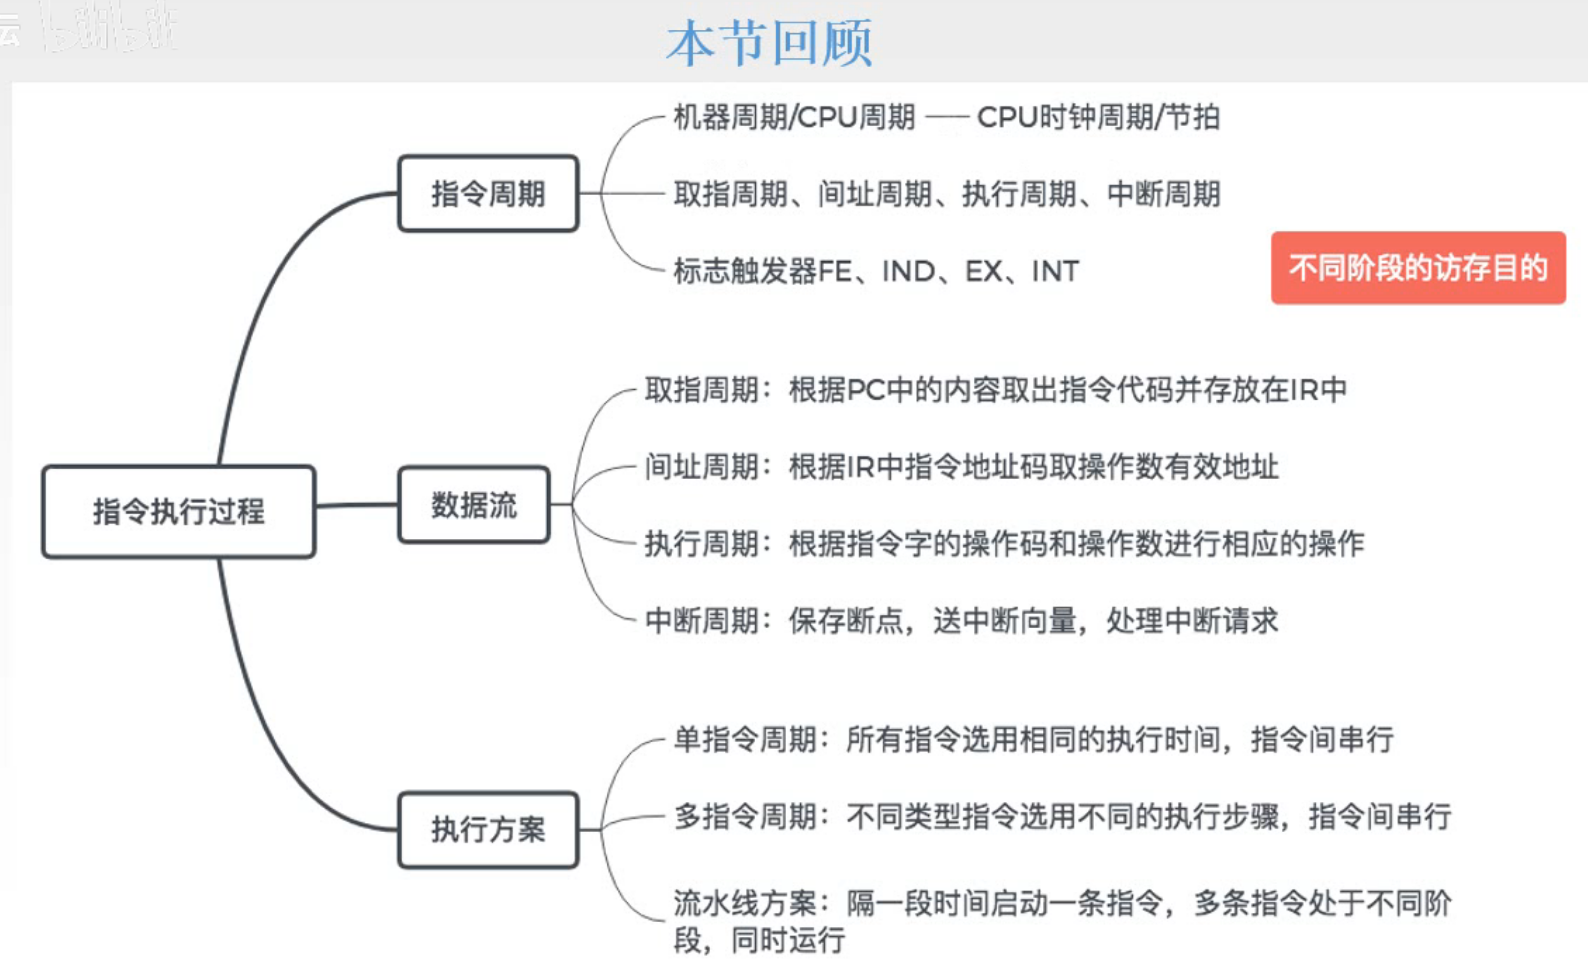 bilibili
本节回顾
机器周期/CPU周期 —— CPU时钟周期/节拍
指令周期
取指周期、间址周期、执行周期、中断周期
标志触发器FE、IND、EX、INT
不同阶段的访存目的
取指周期：根据PC中的内容取出指令代码并存放在IR中
间址周期：根据IR中指令地址码取操作数有效地址
指令执行过程
数据流
执行周期：根据指令字的操作码和操作数进行相应的操作
中断周期：保存断点，送中断向量，处理中断请求
单指令周期：所有指令选用相同的执行时间，指令间串行
执行方案
多指令周期：不同类型指令选用不同的执行步骤，指令间串行
流水线方案：隔一段时间启动一条指令，多条指令处于不同阶
段，同时运行